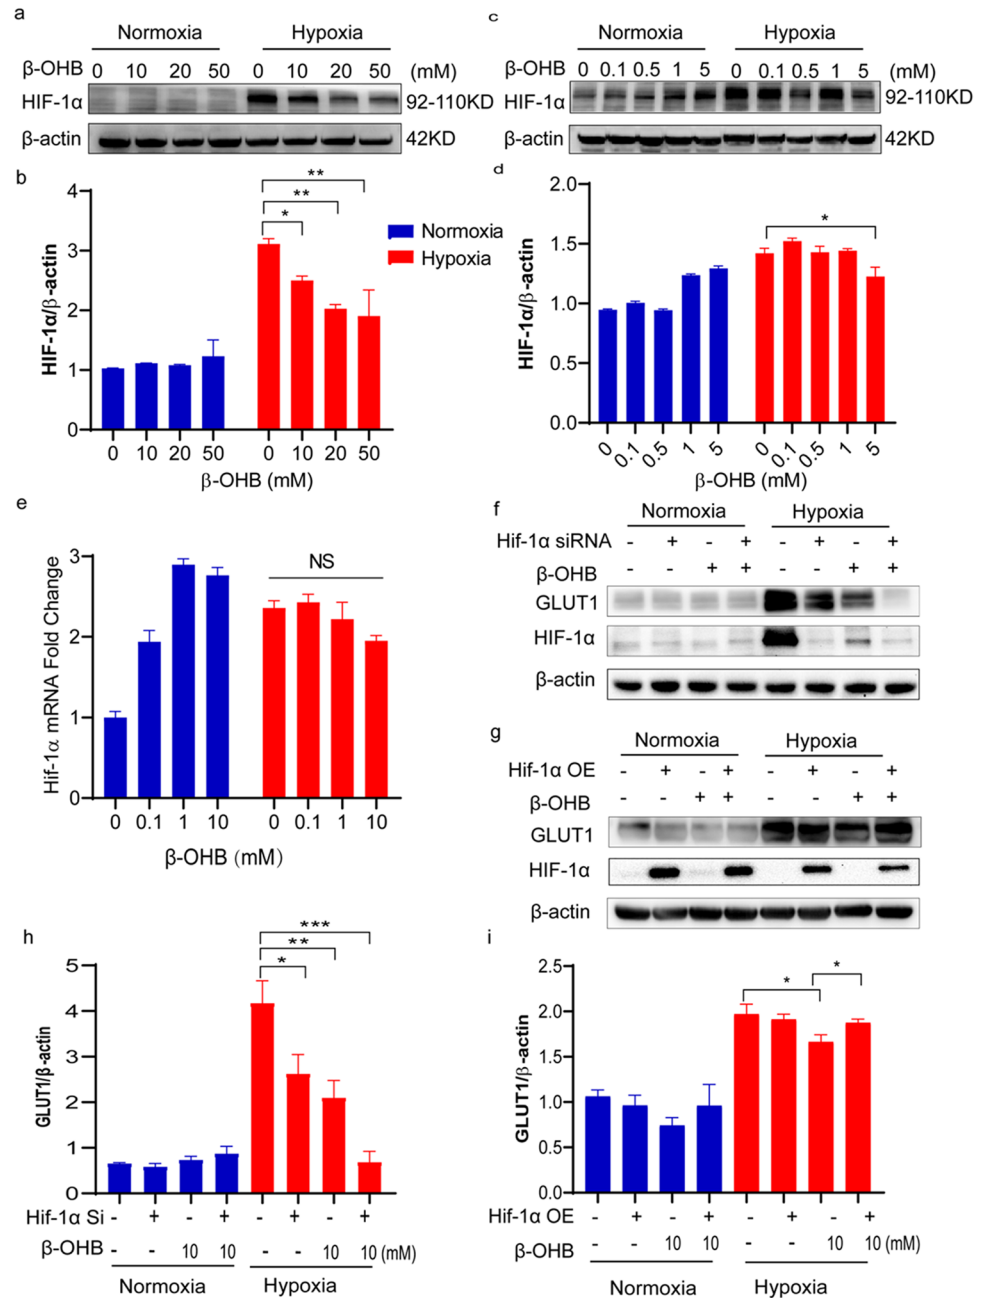 a
Normoxia Hypoxia
β-OHB 0 10 20 50 0 10 20 50 (mM)
HIF-1α 92-110KD
β-actin 42KD
c
Normoxia Hypoxia
β-OHB 0 0.1 0.5 1 5 0 0.1 0.5 1 5 (mM)
HIF-1α 92-110KD
β-actin 42KD
b
HIF-1α/β-actin
4
3
2
1
0
** 
**
*
Normoxia
Hypoxia
0 10 20 50 0 10 20 50
β-OHB (mM)
d
HIF-1α/β-actin
2.0
1.5
1.0
0.5
0.0
*
0 0.1 0.5 1 5 0 0.1 0.5 1 5
β-OHB (mM)
e
Hif-1α mRNA Fold Change
3
2
1
0
NS
0 0.1 1 10 0 0.1 1 10
β-OHB (mM)
f
Normoxia Hypoxia
Hif-1α siRNA - + - + - + - +
β-OHB - - + + - - + +
GLUT1
HIF-1α
β-actin
g
Normoxia Hypoxia
Hif-1α OE - + - + - + - +
β-OHB - - + + - - + +
GLUT1
HIF-1α
β-actin
h
GLUT1/β-actin
5
4
3
2
1
0
***
**
*
Hif-1α Si - + - + - + - +
β-OHB - - 10 10 - - 10 10 (mM)
Normoxia Hypoxia
i
GLUT1/β-actin
2.5
2.0
1.5
1.0
0.5
0.0
* *
Hif-1α OE - + - + - + - +
β-OHB - - 10 10 - - 10 10 (mM)
Normoxia Hypoxia